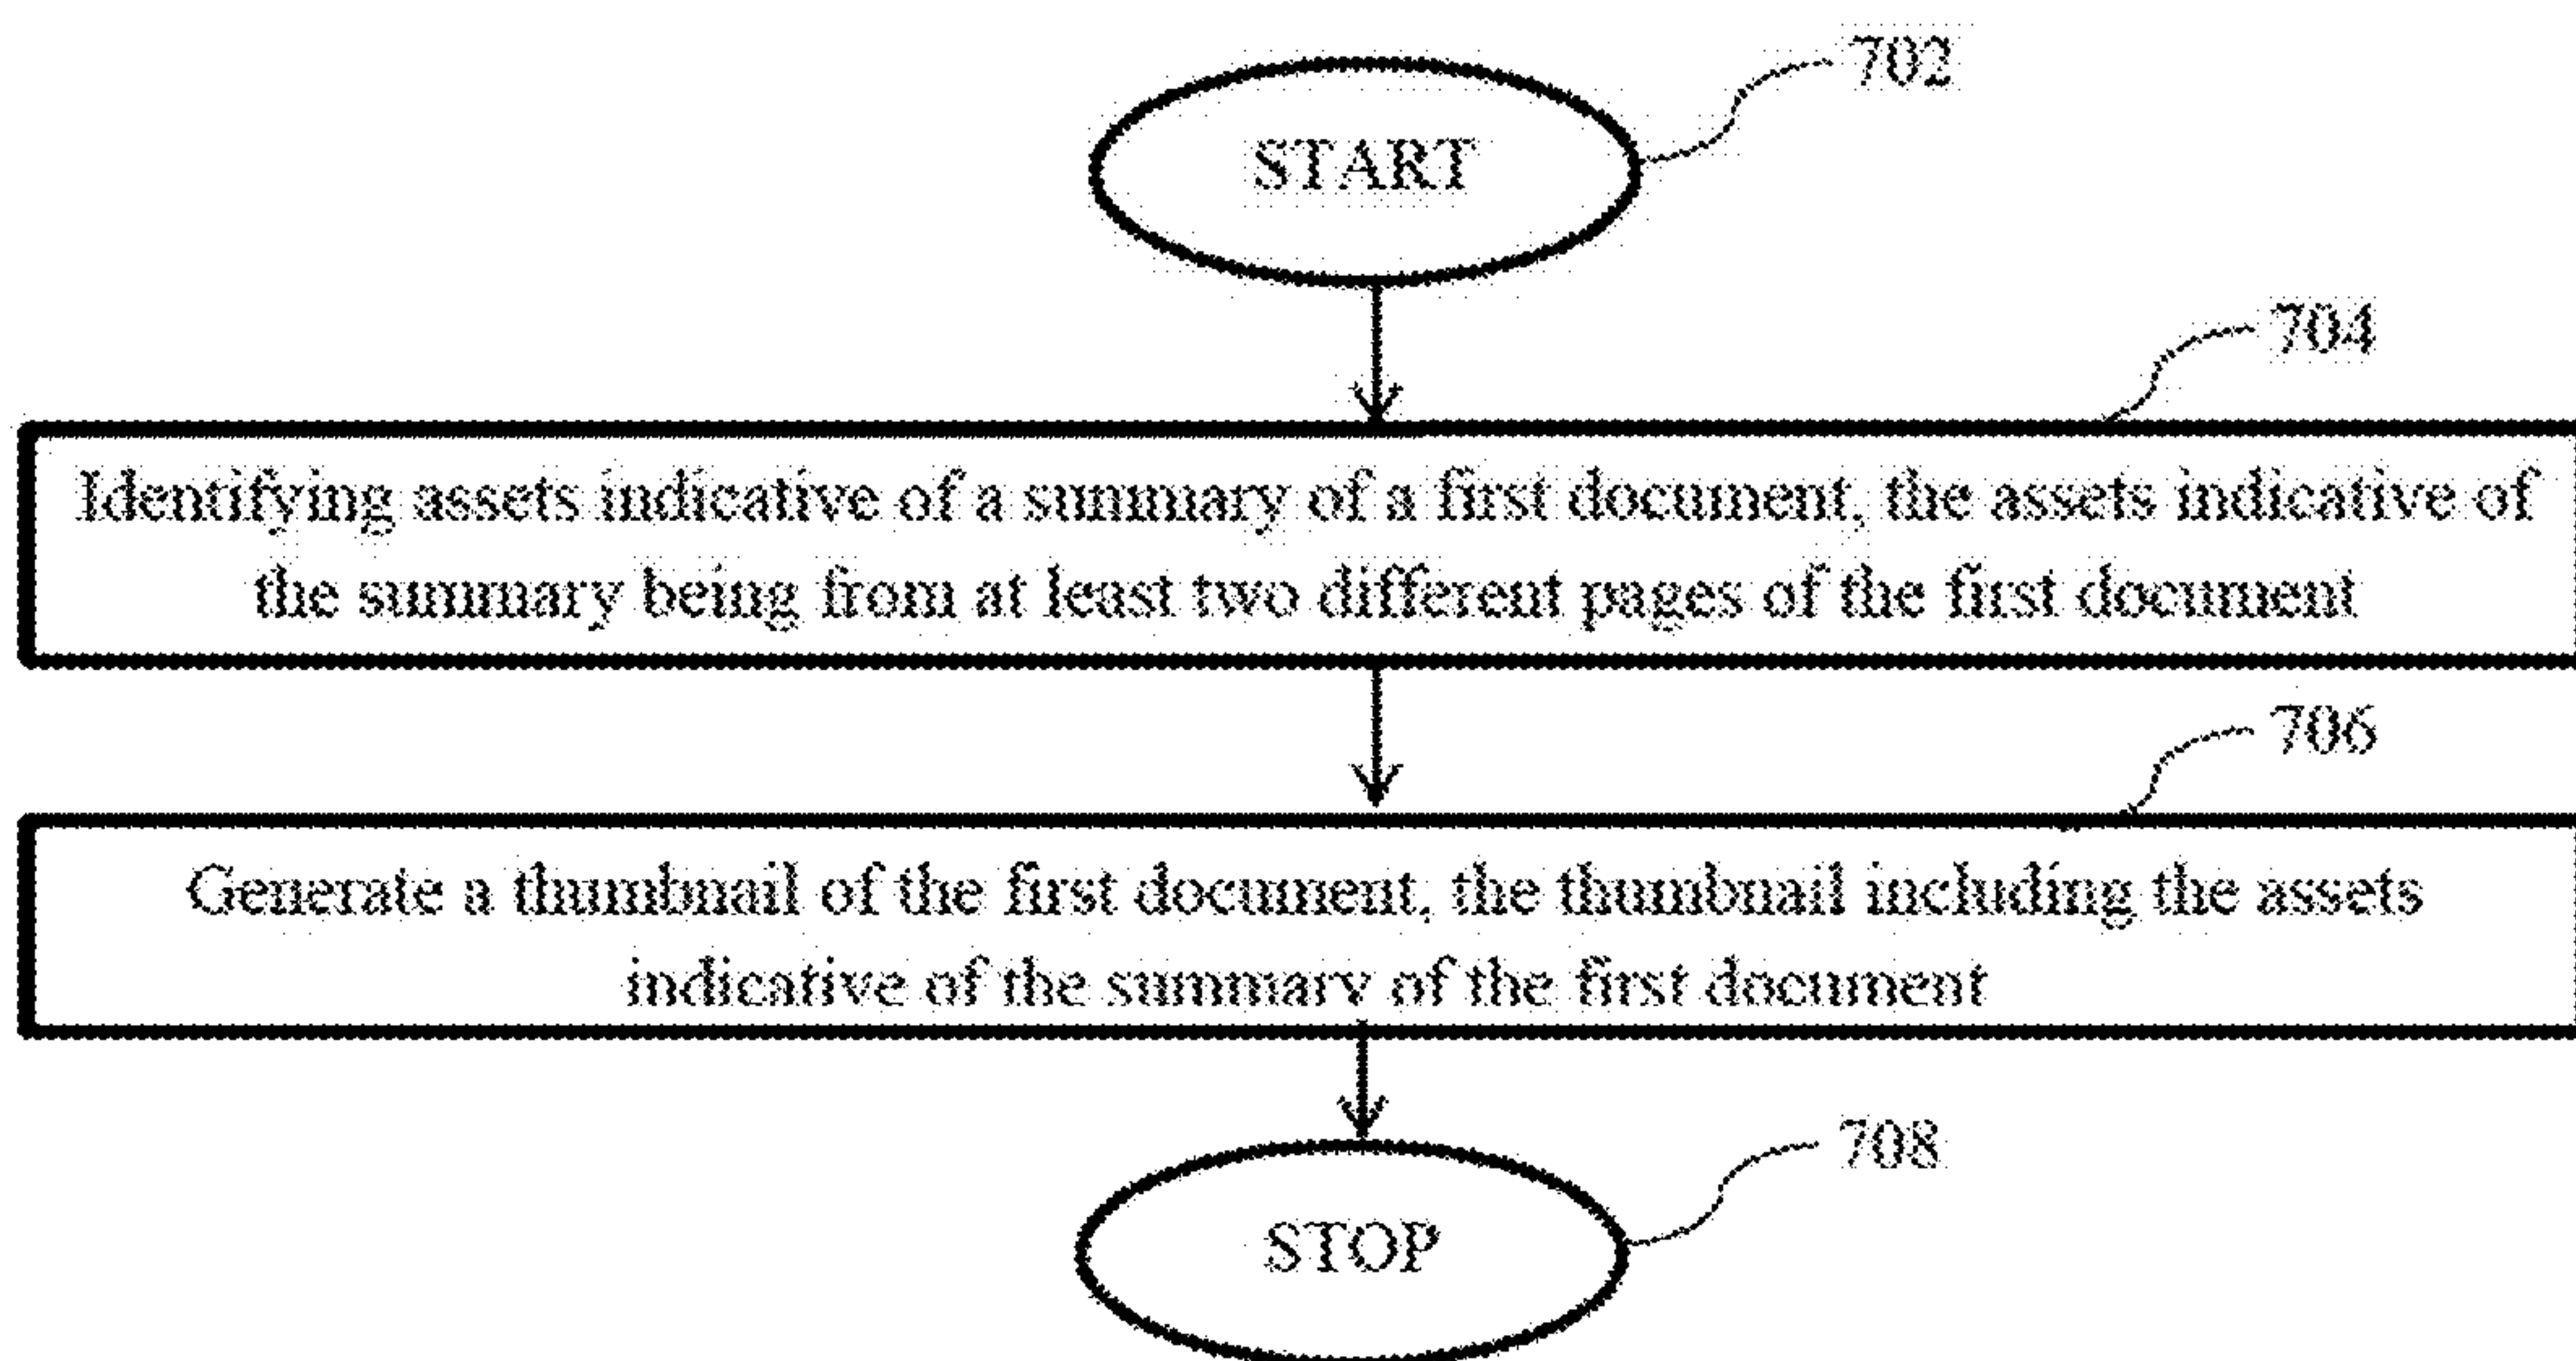 702
START
704
Identifying assets indicative of a summary of a first document, the assets indicative of
the summary being from at least two different pages of the first document
706
Generate a thumbnail of the first document, the thumbnail including the assets
indicative of the summary of the first document
708
STOP